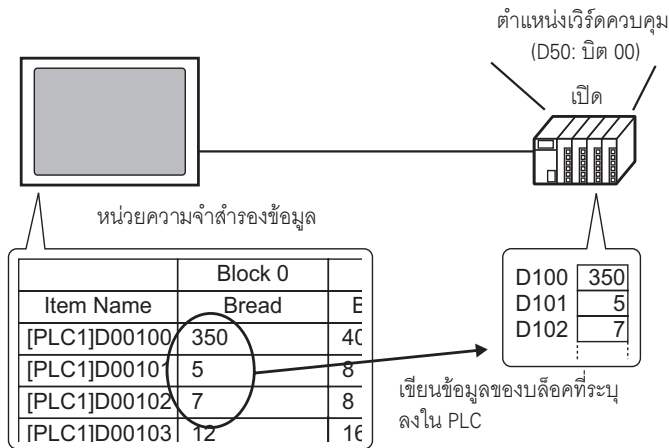 ตำแหน่งเวิร์ดควบคุม
(D50: บิต 00)
เปิด
หน่วยความจำสำรองข้อมูล
Block 0
Item Name Bread
[PLC1]D00100 350 40
[PLC1]D00101 5 8
[PLC1]D00102 7 8
[PLC1]D00103 12 16
D100 350
D101 5
D102 7
เขียนข้อมูลของบล็อคที่ระบุ
ลงใน PLC